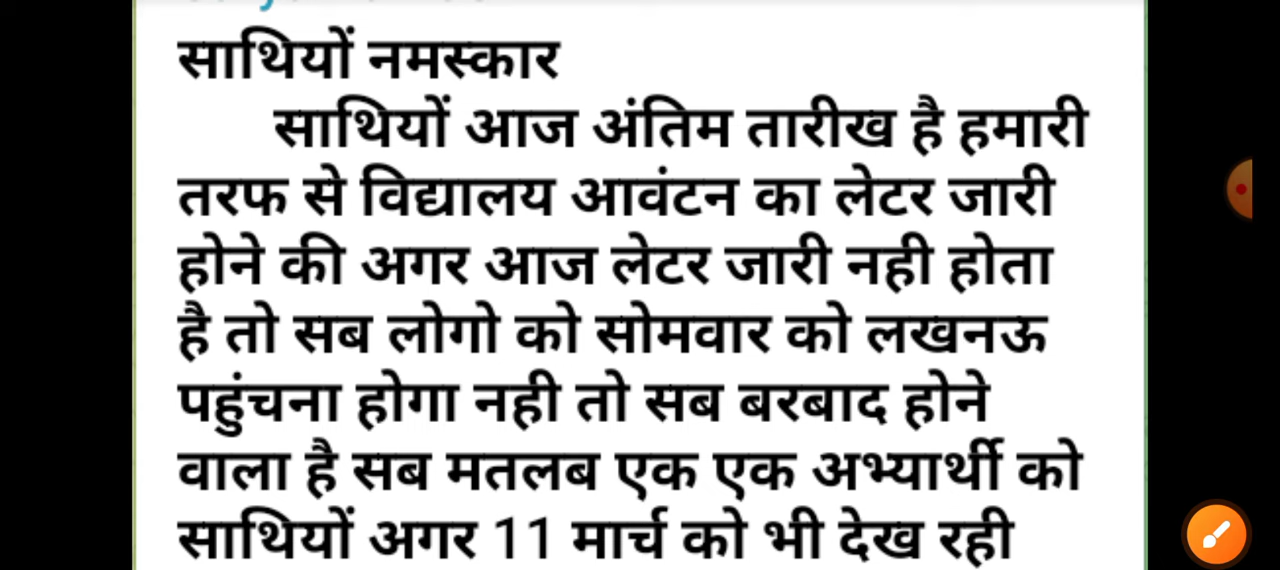 साथियों नमस्कार
साथियों आज अंतिम तारीख है हमारी
तरफ से विद्यालय आवंटन का लेटर जारी
होने की अगर आज लेटर जारी नही होता
है तो सब लोगो को सोमवार को लखनऊ
पहुंचना होगा नही तो सब बरबाद होने
वाला है सब मतलब एक एक अभ्यार्थी को
साथियों अगर 11 मार्च को भी देख रही